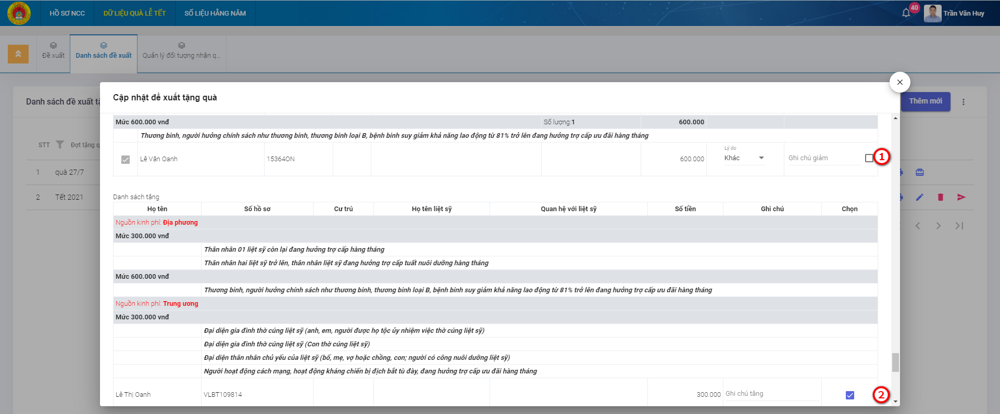 HỒ SƠ NCC
DỮ LIỆU QUÀ LỄ TẾT
SỐ LIỆU HẰNG NĂM
40
Trần Văn Huy
Đề xuất
Danh sách đề xuất
Quản lý đối tượng nhận q...
Danh sách đề xuất tặ
Thêm mới
STT
Đợt tặng q
1
quà 27/7
2
Tết 2021
Cập nhật đề xuất tặng quà
Mức 600.000 vnđ
Số lượng:1
600.000
Thương binh, người hưởng chính sách như thương binh, thương binh loại B, bệnh binh suy giảm khả năng lao động từ 81% trở lên đang hưởng trợ cấp ưu đãi hàng tháng
Lê Văn Oanh
15364ON
600.000
Lý do
Khác
Ghi chú giảm
1
Danh sách tăng
Họ tên
Số hồ sơ
Cư trú
Họ tên liệt sỹ
Quan hệ với liệt sỹ
Số tiền
Ghi chú
Chọn
Nguồn kinh phí: Địa phương
Mức 300.000 vnđ
Thân nhân 01 liệt sỹ còn lại đang hưởng trợ cấp hàng tháng
Thân nhân hai liệt sỹ trở lên, thân nhân liệt sỹ đang hưởng trợ cấp tuất nuôi dưỡng hàng tháng
Mức 600.000 vnđ
Thương binh, người hưởng chính sách như thương binh, thương binh loại B, bệnh binh suy giảm khả năng lao động từ 81% trở lên đang hưởng trợ cấp ưu đãi hàng tháng
Nguồn kinh phí: Trung ương
Mức 300.000 vnđ
Đại diện gia đình thờ cúng liệt sỹ (anh, em, người được họ tộc ủy nhiệm việc thờ cúng liệt sỹ)
Đại diện gia đình thờ cúng liệt sỹ (Con thờ cúng liệt sỹ)
Đại diện thân nhân chủ yếu của liệt sỹ (bố, mẹ, vợ hoặc chồng, con; người có công nuôi dưỡng liệt sỹ)
Người hoạt động cách mạng, hoạt động kháng chiến bị địch bắt tù đày, đang hưởng trợ cấp ưu đãi hàng tháng
Lê Thị Oanh
VLBT109814
300.000
Ghi chú tăng
2